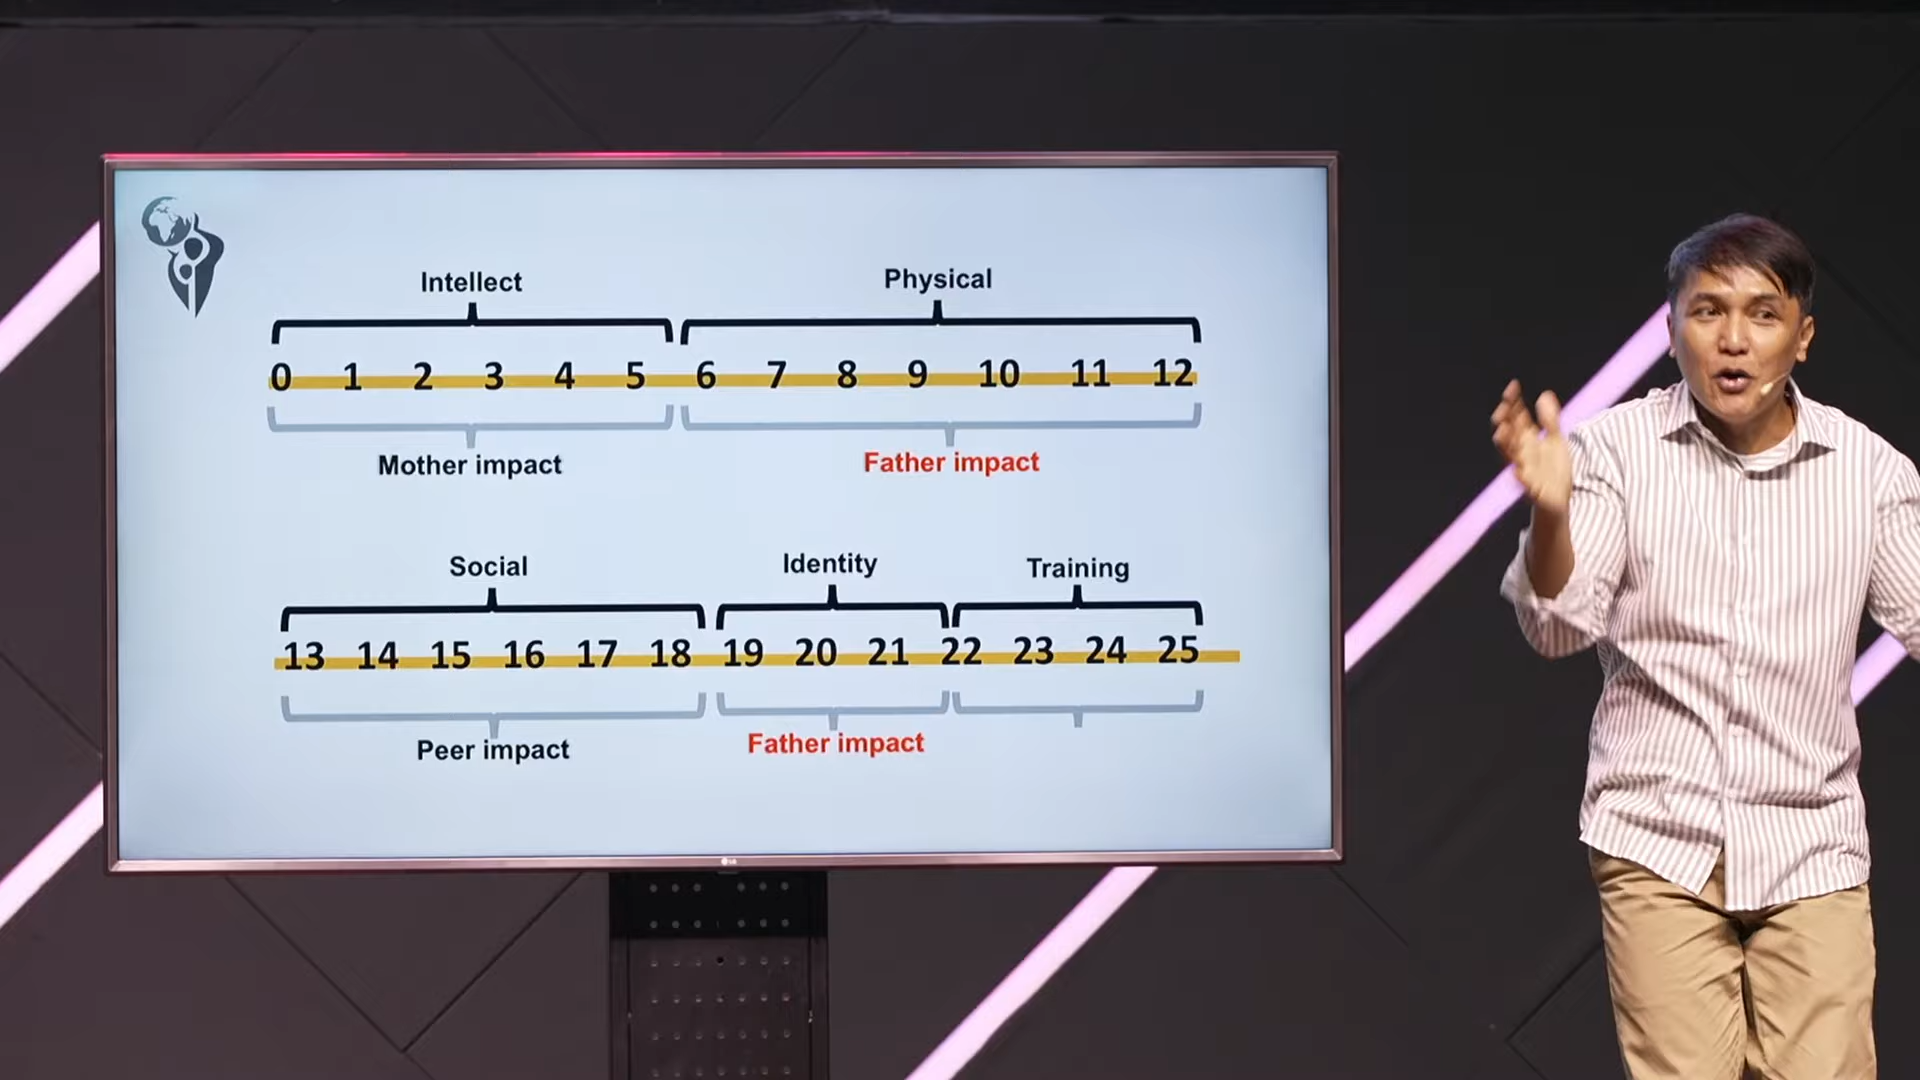 Intellect Physical
0 1 2 3 4 5 6 7 8 9 10 11 12
Mother impact Father impact
Social Identity Training
13 14 15 16 17 18 19 20 21 22 23 24 25
Peer impact Father impact
LG